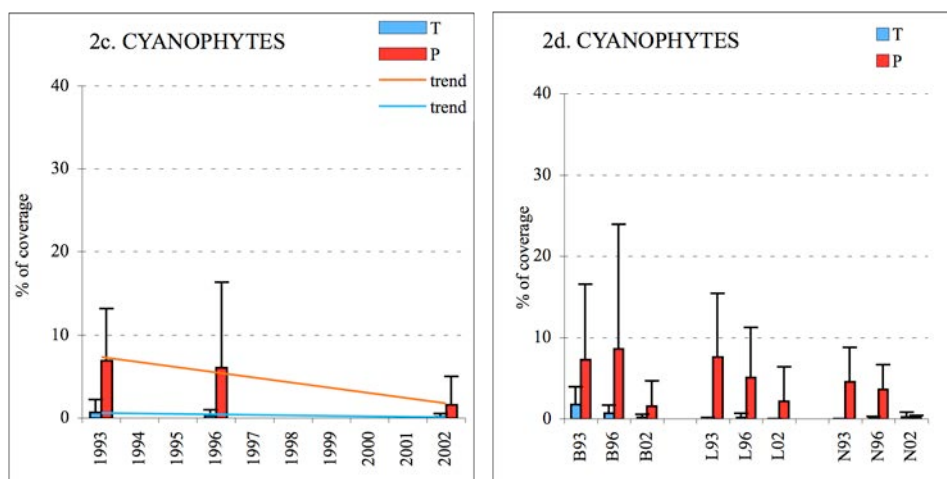 2c. CYANOPHYTES
T
P
trend
trend
% of coverage
40
30
20
10
0
1993
1994
1995
1996
1997
1998
1999
2000
2001
2002
2d. CYANOPHYTES
T
P
% of coverage
40
30
20
10
0
B93
B96
B02
L93
L96
L02
N93
N96
N02